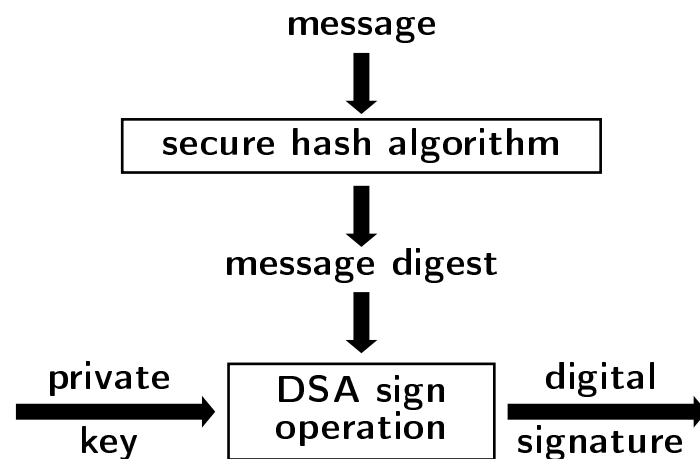 message
secure hash algorithm
message digest
private
key
DSA sign
operation
digital
signature